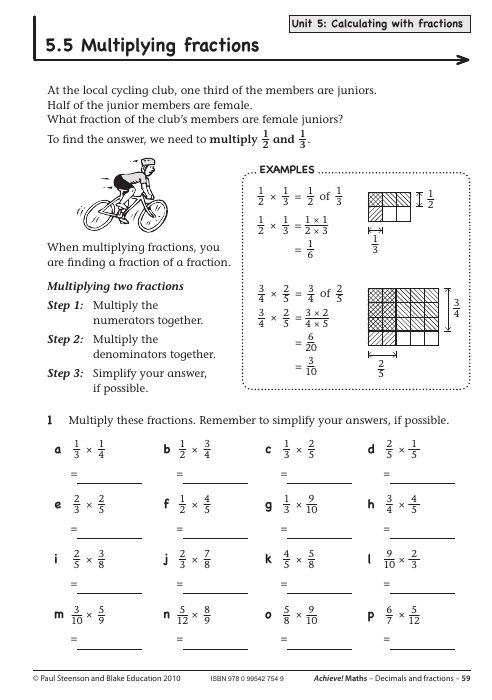 Unit 5: Calculating with fractions
5.5 Multiplying fractions
At the local cycling club, one third of the members are juniors.
Half of the junior members are female.
What fraction of the club's members are female juniors?
To find the answer, we need to multiply 1/2 and 1/3.
When multiplying fractions, you
are finding a fraction of a fraction.
Multiplying two fractions
Step 1: Multiply the
numerators together.
Step 2: Multiply the
denominators together.
Step 3: Simplify your answer,
if possible.
EXAMPLES
1/2 × 1/3 = 1/2 of 1/3
1/2 × 1/3 = 1 × 1/2 × 3
= 1/6
1/2
1/3
3/4 × 2/5 = 3/4 of 2/5
3/4 × 2/5 = 3 × 2/4 × 5
= 6/20
= 3/10
3/4
2/5
1 Multiply these fractions. Remember to simplify your answers, if possible.
a 1/3 × 1/4 b 1/2 × 3/4 c 1/3 × 2/5 d 2/5 × 1/5
= = = =
e 2/3 × 2/5 f 1/2 × 4/5 g 1/3 × 9/10 h 3/4 × 4/5
= = = =
i 2/5 × 3/8 j 2/3 × 7/8 k 4/5 × 5/8 l 9/10 × 2/3
= = = =
m 3/10 × 5/9 n 5/12 × 8/9 o 5/8 × 9/10 p 6/7 × 5/12
= = = =
© Paul Steenson and Blake Education 2010 ISBN 978 0 99542 754 9 Achieve! Maths – Decimals and fractions – 59